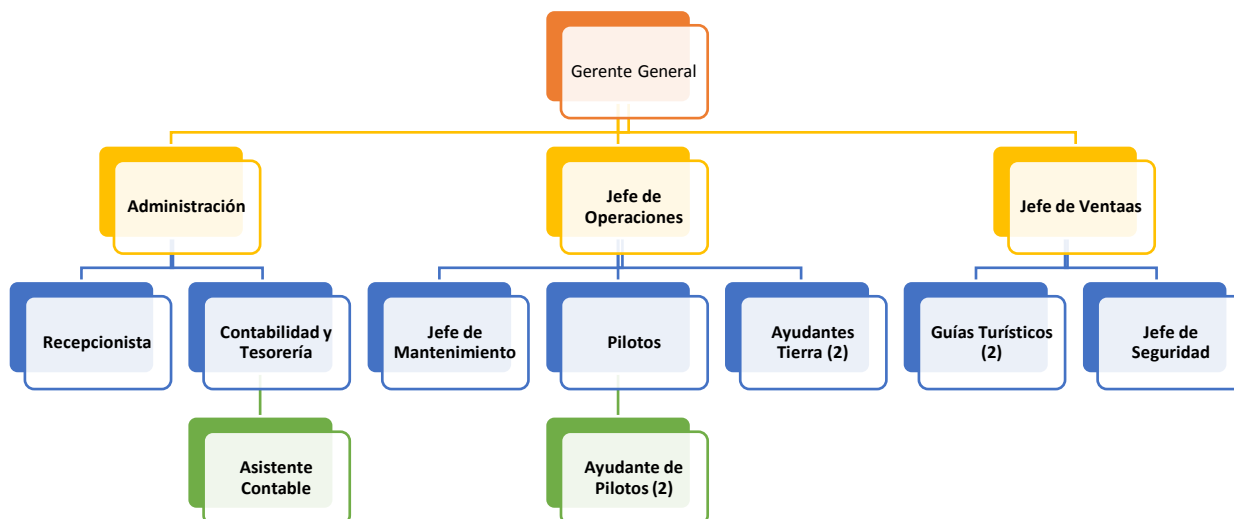 Gerente General
Administración
Jefe de
Operaciones
Jefe de Ventaas
Recepcionista
Contabilidad y
Tesorería
Jefe de
Mantenimiento
Pilotos
Ayudantes
Tierra (2)
Guías Turísticos
(2)
Jefe de
Seguridad
Asistente
Contable
Ayudante de
Pilotos (2)